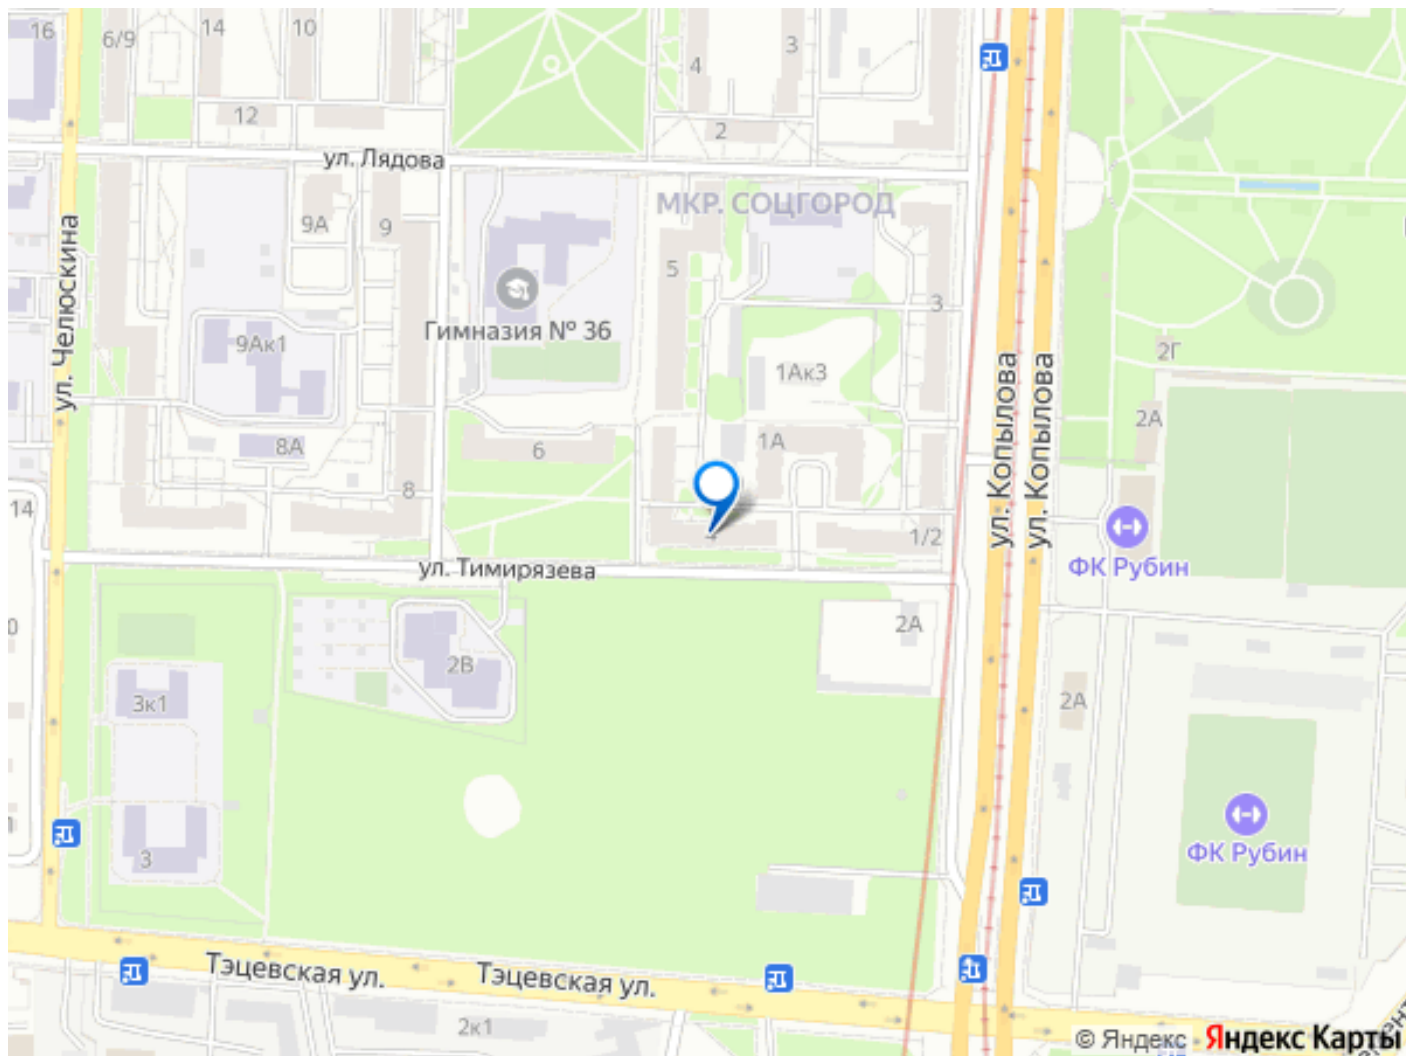 16
6/9
14
10
4
3
12
2
ул. Лядова
МКР. СОЦГОРОД
9А
9
5
3
ул. Челюскина
Гимназия № 36
9Ак1
1Ак3
2Г
ул. Копылова
ул. Копылова
2А
8А
6
1А
8
14
1/2
ФК Рубин
ул. Тимирязева
2А
2В
3к1
2А
3
ФК Рубин
Тэцевская ул.
Тэцевская ул.
2к1
© Яндекс Яндекс Карты